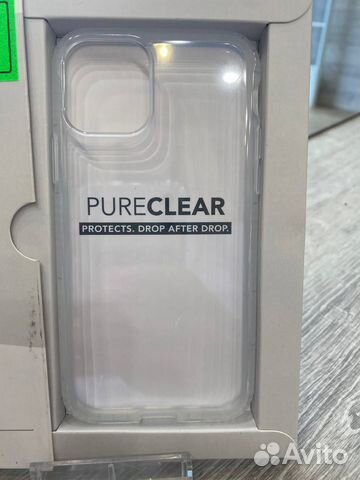 PURECLEAR
PROTECTS. DROP AFTER DROP.
Avito